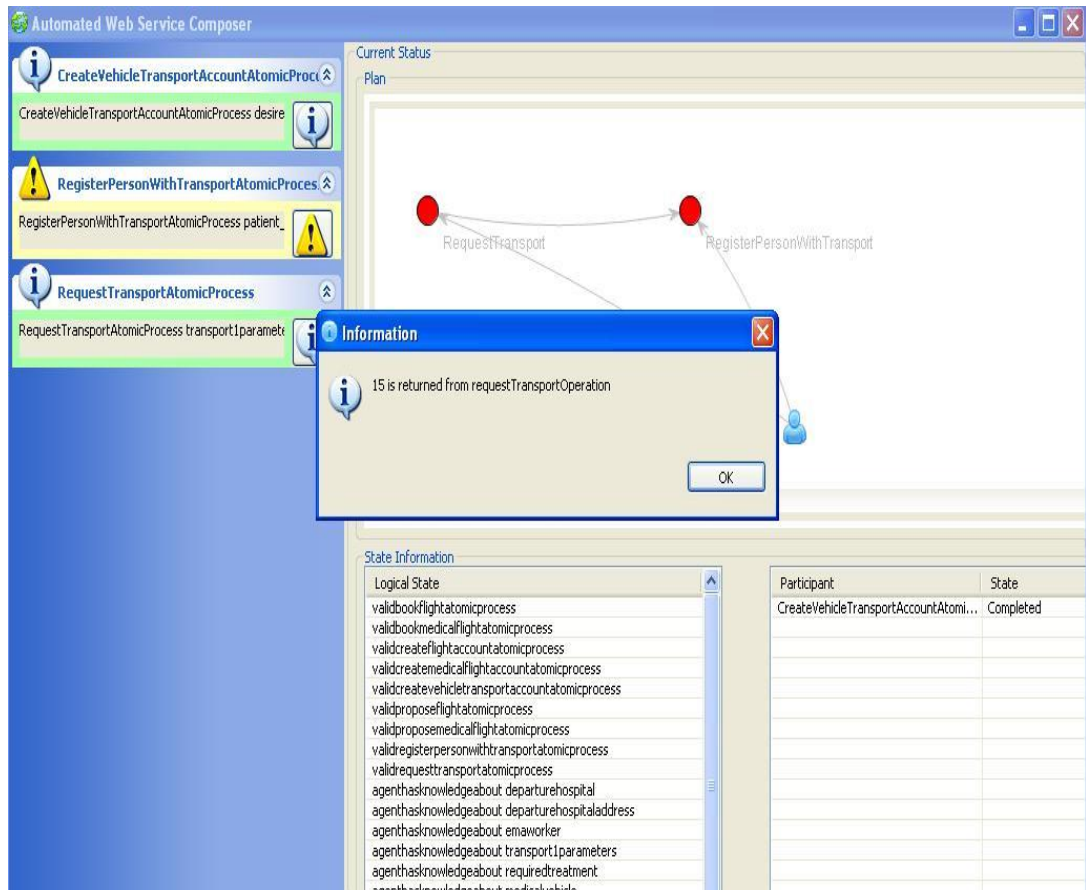 Automated Web Service Composer
CreateVehicleTransportAccountAtomicProc
CreateVehicleTransportAccountAtomicProcess desire
RegisterPersonWithTransportAtomicProces
RegisterPersonWithTransportAtomicProcess patient_
RequestTransportAtomicProcess
RequestTransportAtomicProcess transport1paramete
Current Status
Plan
RequestTransport
RegisterPersonWithTransport
Information
15 is returned from requestTransportOperation
OK
State Information
Logical State
validbookflightatomicprocess
validbookmedicalflightatomicprocess
validcreateflightaccountatomicprocess
validcreatemedicalflightaccountatomicprocess
validcreatevehicletransportaccountatomicprocess
validproposeflightatomicprocess
validproposemedicalflightatomicprocess
validregisterpersonwithtransportatomicprocess
validrequesttransportatomicprocess
agenthasknowledgeabout departurehospital
agenthasknowledgeabout departurehospitaladdress
agenthasknowledgeabout emaworker
agenthasknowledgeabout transport1parameters
agenthasknowledgeabout requiredtreatment
agenthasknowledgeabout medicalvehicle
Participant State
CreateVehicleTransportAccountAtomi... Completed